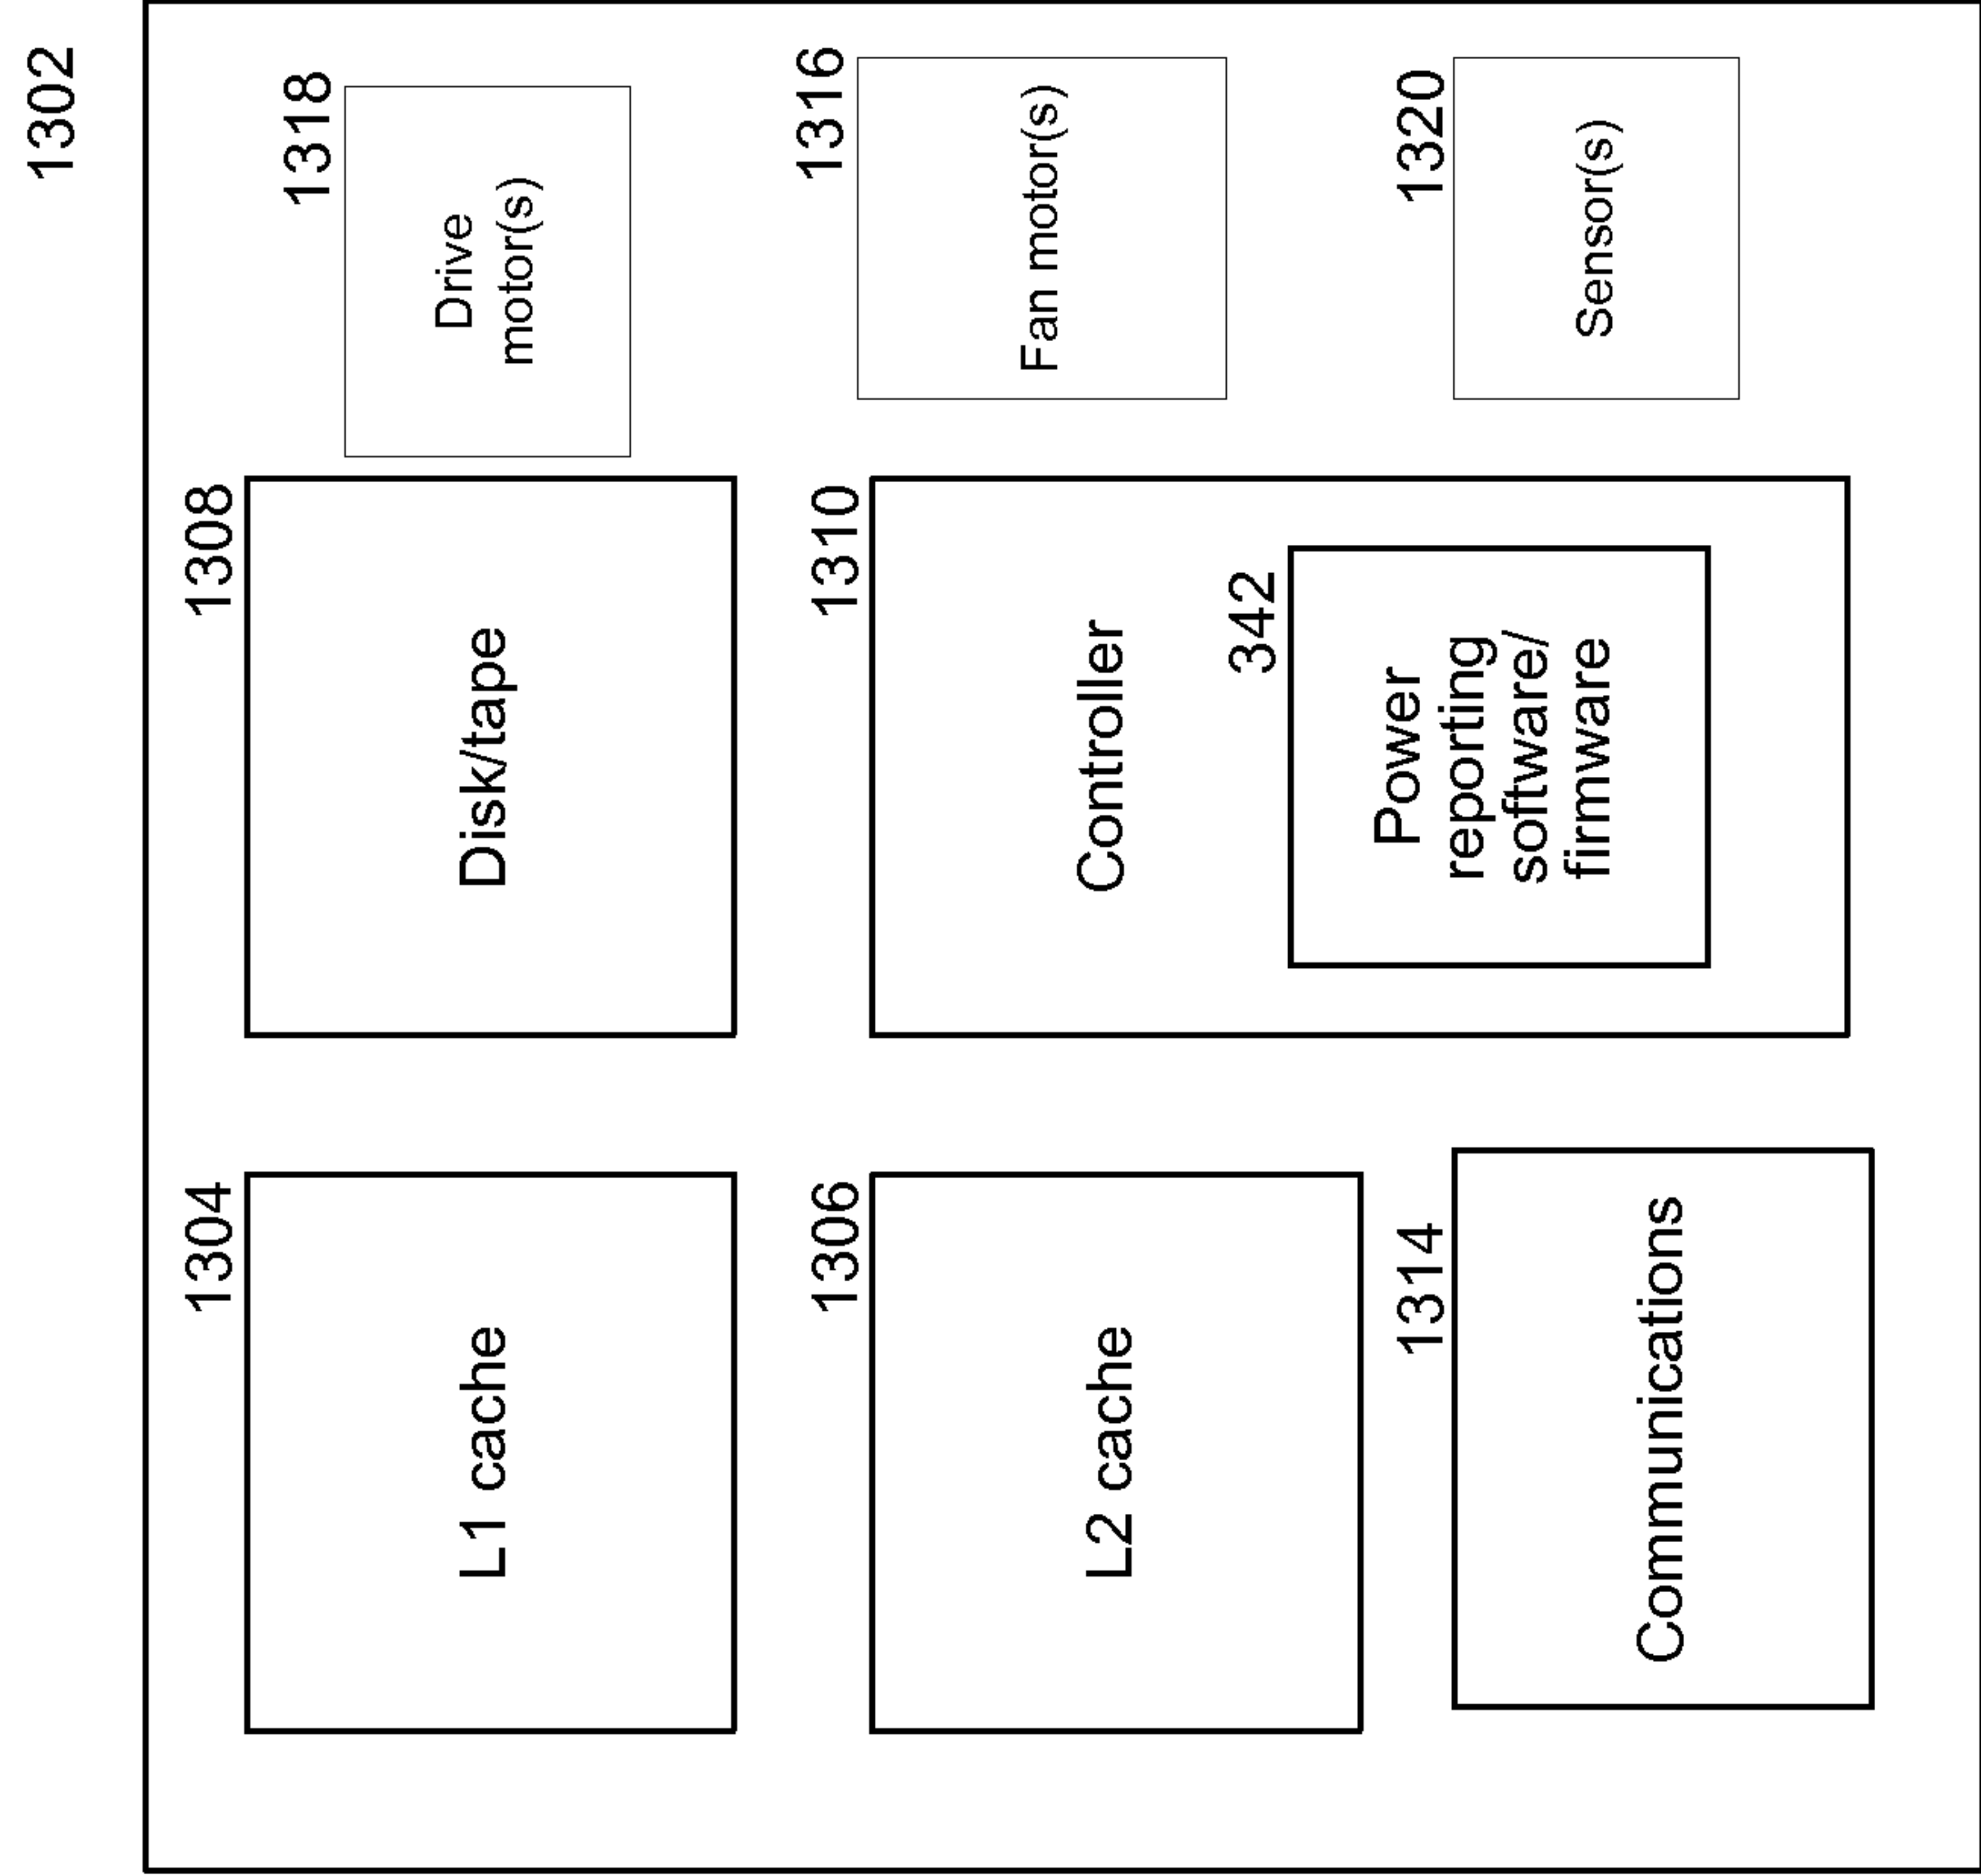 1302
1304
L1 cache
1308
Disk/tape
1318
Drive
motor(s)
1306
L2 cache
1310
Controller
342
Power
reporting
software/
firmware
1316
Fan motor(s)
1314
Communications
1320
Sensor(s)